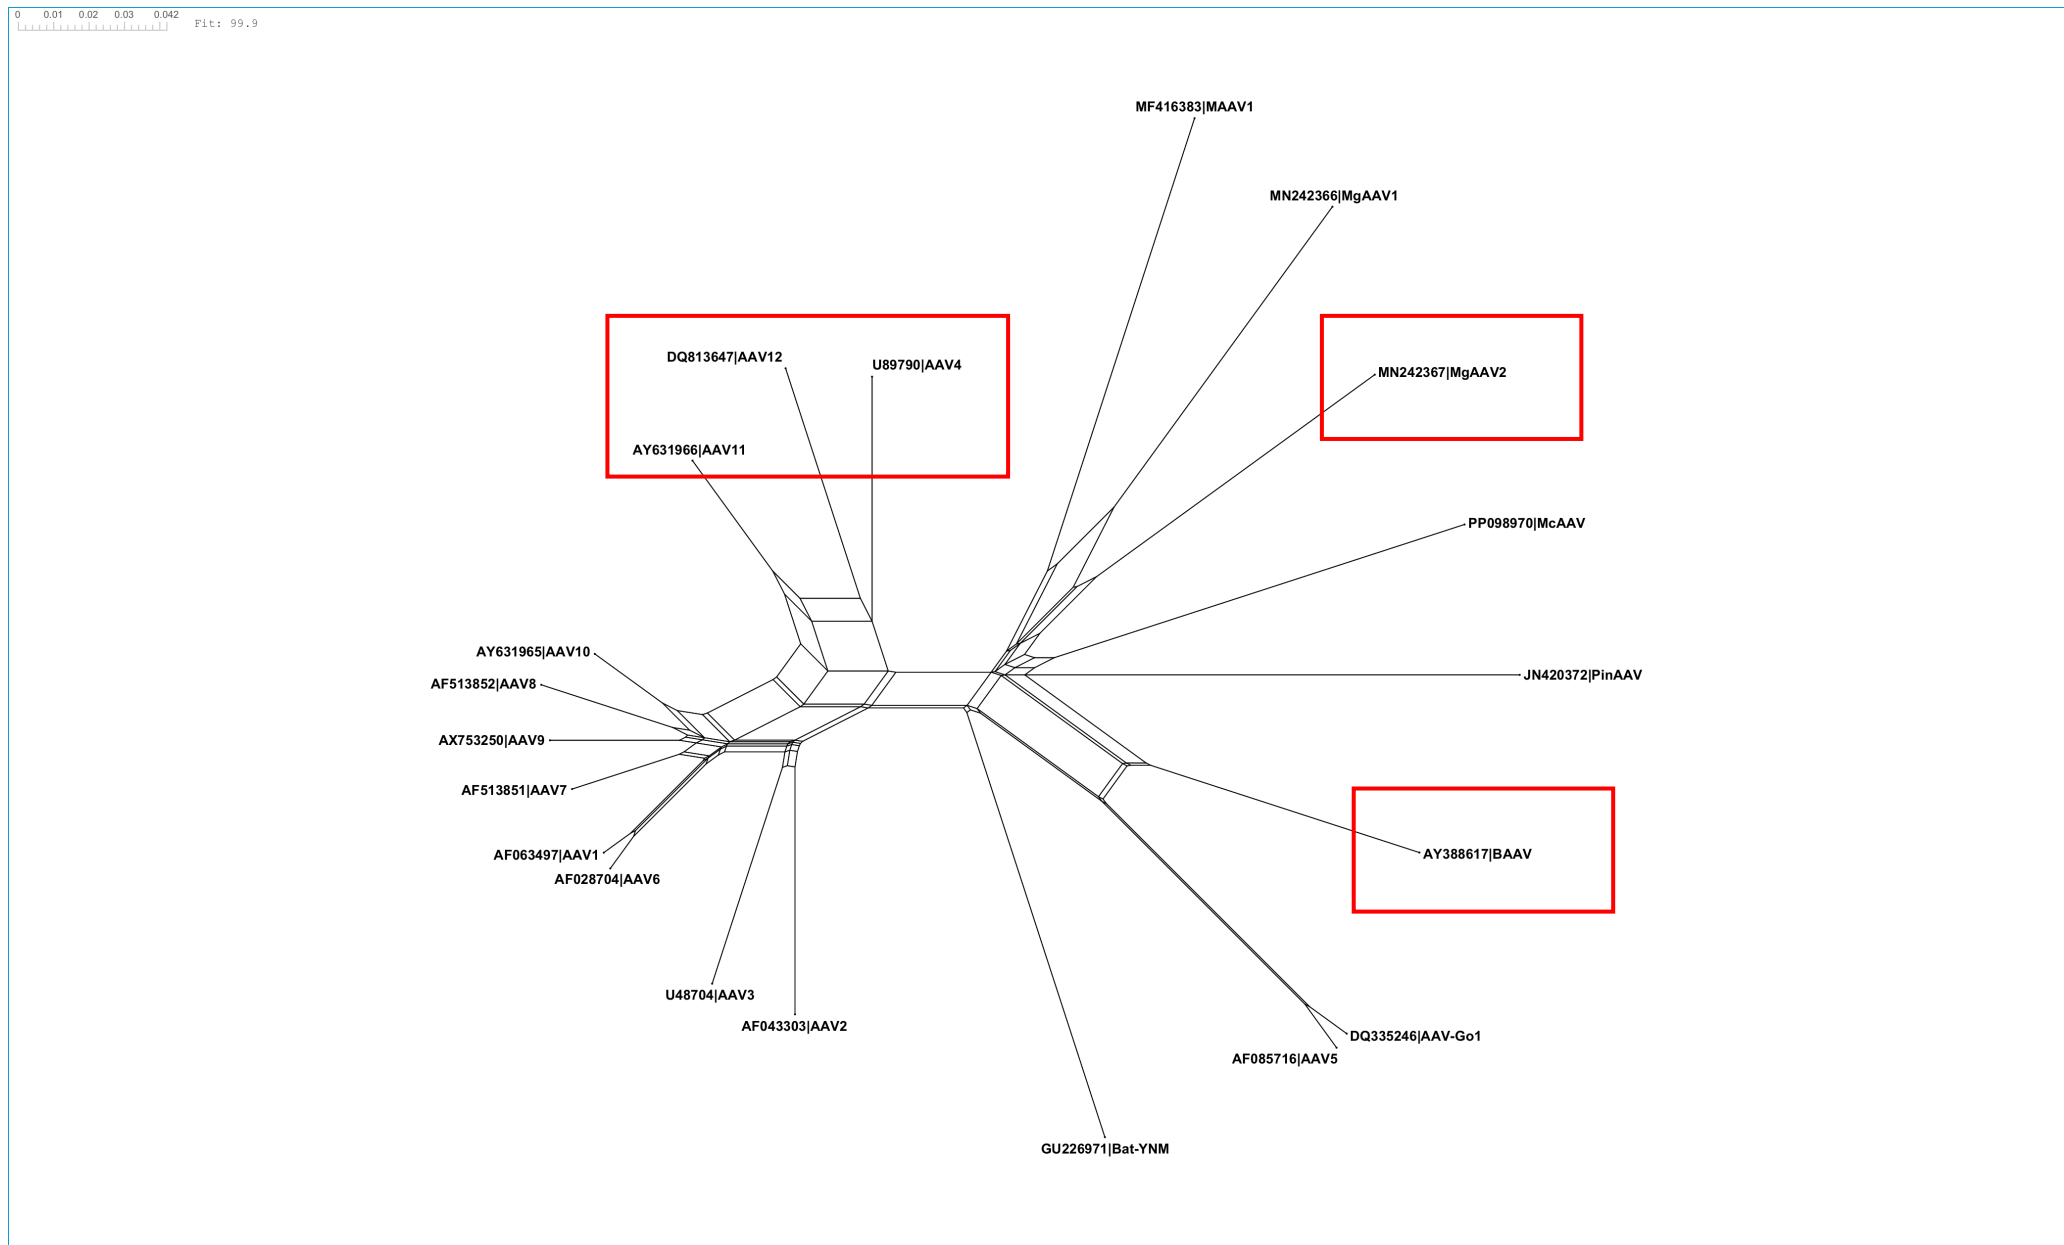 0 0.01 0.02 0.03 0.042
Fit: 99.9
MF416383|MAAV1
MN242366|MgAAV1
DQ813647|AAV12
U89790|AAV4
MN242367|MgAAV2
AY631966|AAV11
PP098970|McAAV
AY631965|AAV10
JN420372|PinAAV
AF513852|AAV8
AX753250|AAV9
AF513851|AAV7
AF063497|AAV1
AY388617|BAAV
AF028704|AAV6
U48704|AAV3
AF043303|AAV2
DQ335246|AAV-Go1
AF085716|AAV5
GU226971|Bat-YNM